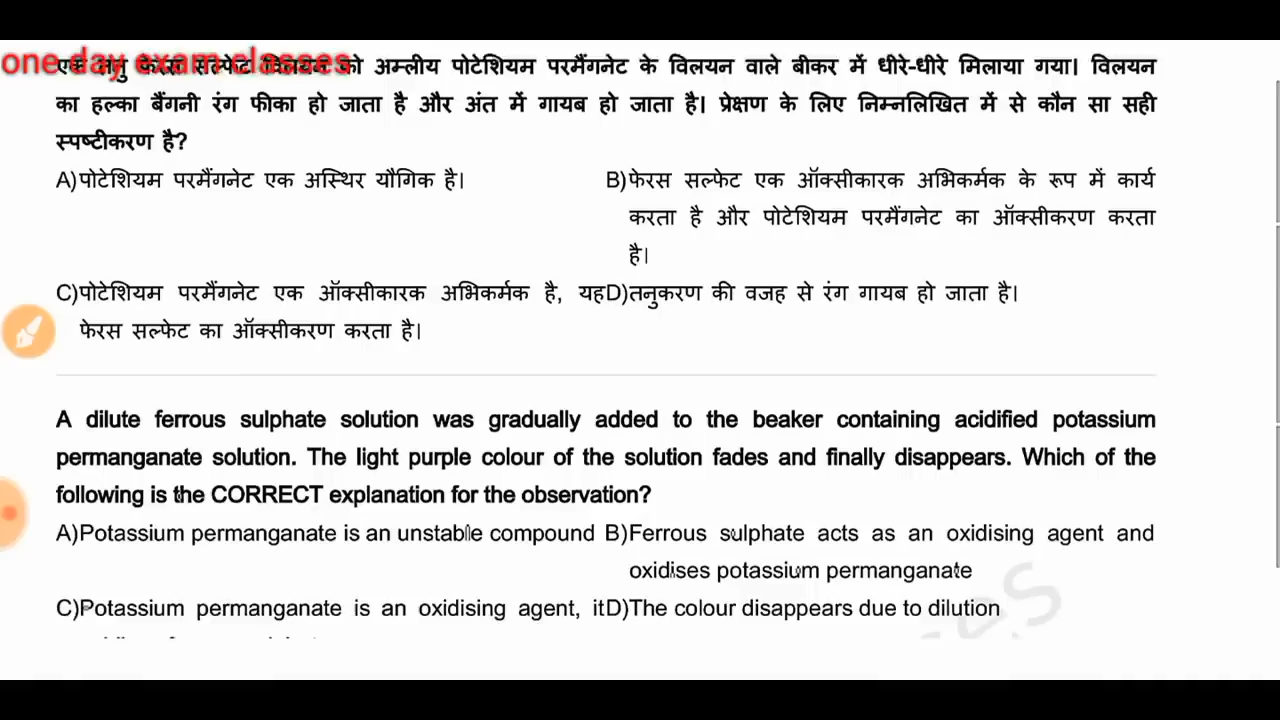 one day exam classes
को अम्लीय पोटेशियम परमैंगनेट के विलयन वाले बीकर में धीरे-धीरे मिलाया गया। विलयन
का हल्का बैंगनी रंग फीका हो जाता है और अंत में गायब हो जाता है। प्रेक्षण के लिए निम्नलिखित में से कौन सा सही
स्पष्टीकरण है?
A)पोटेशियम परमैंगनेट एक अस्थिर यौगिक है।
B)फेरस सल्फेट एक ऑक्सीकारक अभिकर्मक के रूप में कार्य
करता है और पोटेशियम परमैंगनेट का ऑक्सीकरण करता
है।
C)पोटेशियम परमैंगनेट एक ऑक्सीकारक अभिकर्मक है, यह
फेरस सल्फेट का ऑक्सीकरण करता है।
D)तनुकरण की वजह से रंग गायब हो जाता है।
A dilute ferrous sulphate solution was gradually added to the beaker containing acidified potassium
permanganate solution. The light purple colour of the solution fades and finally disappears. Which of the
following is the CORRECT explanation for the observation?
A)Potassium permanganate is an unstable compound
B)Ferrous sulphate acts as an oxidising agent and
oxidises potassium permanganate
C)Potassium permanganate is an oxidising agent, it
D)The colour disappears due to dilution